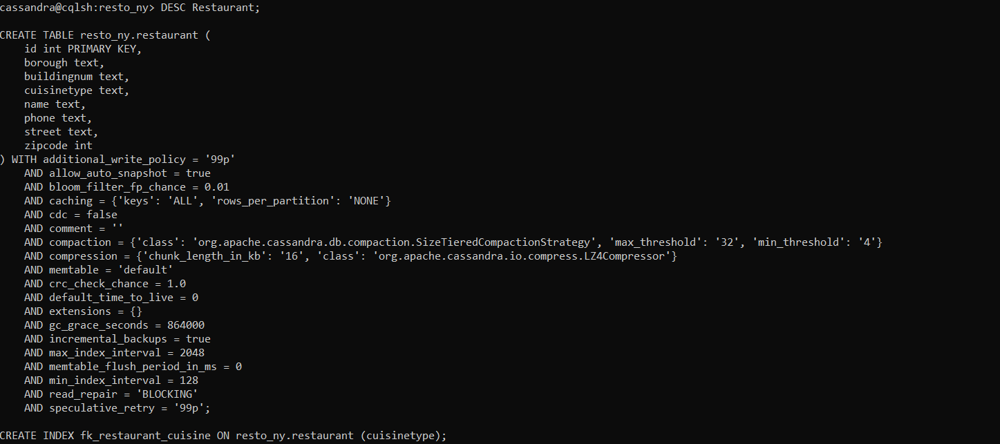 cassandra@cqlsh:resto_ny> DESC Restaurant;
CREATE TABLE resto_ny.restaurant (
id int PRIMARY KEY,
borough text,
buildingnum text,
cuisinetype text,
name text,
phone text,
street text,
zipcode int
) WITH additional_write_policy = '99p'
AND allow_auto_snapshot = true
AND bloom_filter_fp_chance = 0.01
AND caching = {'keys': 'ALL', 'rows_per_partition': 'NONE'}
AND cdc = false
AND comment = ''
AND compaction = {'class': 'org.apache.cassandra.db.compaction.SizeTieredCompactionStrategy', 'max_threshold': '32', 'min_threshold': '4'}
AND compression = {'chunk_length_in_kb': '16', 'class': 'org.apache.cassandra.io.compress.LZ4Compressor'}
AND memtable = 'default'
AND crc_check_chance = 1.0
AND default_time_to_live = 0
AND extensions = {}
AND gc_grace_seconds = 864000
AND incremental_backups = true
AND max_index_interval = 2048
AND memtable_flush_period_in_ms = 0
AND min_index_interval = 128
AND read_repair = 'BLOCKING'
AND speculative_retry = '99p';
CREATE INDEX fk_restaurant_cuisine ON resto_ny.restaurant (cuisinetype);